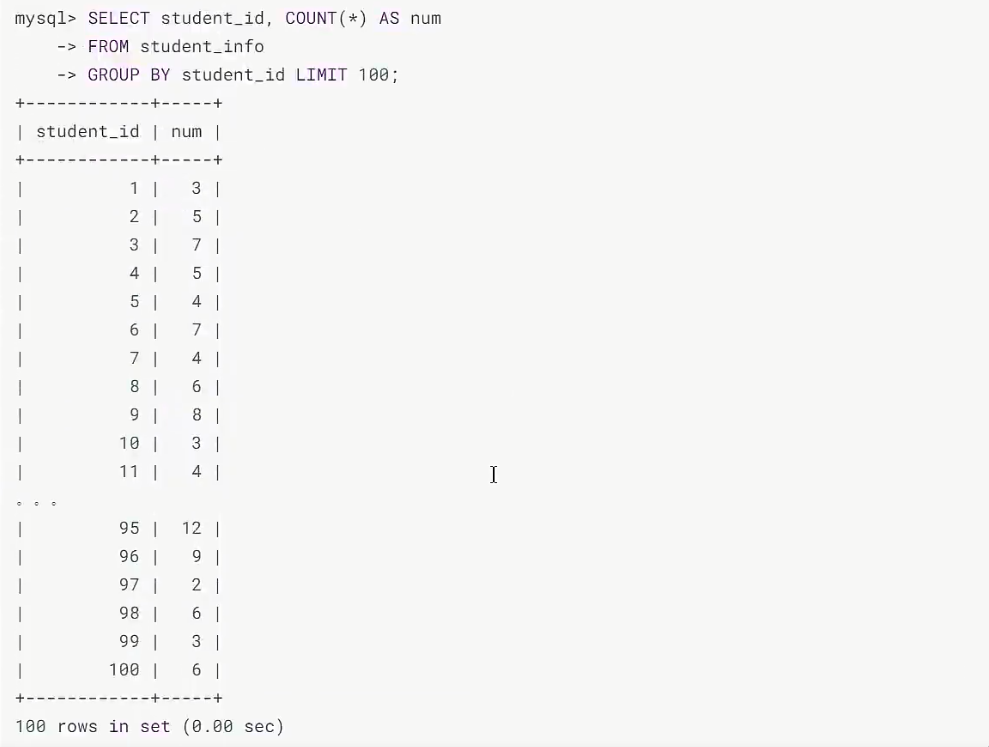 mysql> SELECT student_id, COUNT(*) AS num
    -> FROM student_info
    -> GROUP BY student_id LIMIT 100;
+------------+-----+
| student_id | num |
+------------+-----+
|          1 |   3 |
|          2 |   5 |
|          3 |   7 |
|          4 |   5 |
|          5 |   4 |
|          6 |   7 |
|          7 |   4 |
|          8 |   6 |
|          9 |   8 |
|         10 |   3 |
|         11 |   4 |
。。。
|         95 |  12 |
|         96 |   9 |
|         97 |   2 |
|         98 |   6 |
|         99 |   3 |
|        100 |   6 |
+------------+-----+
100 rows in set (0.00 sec)